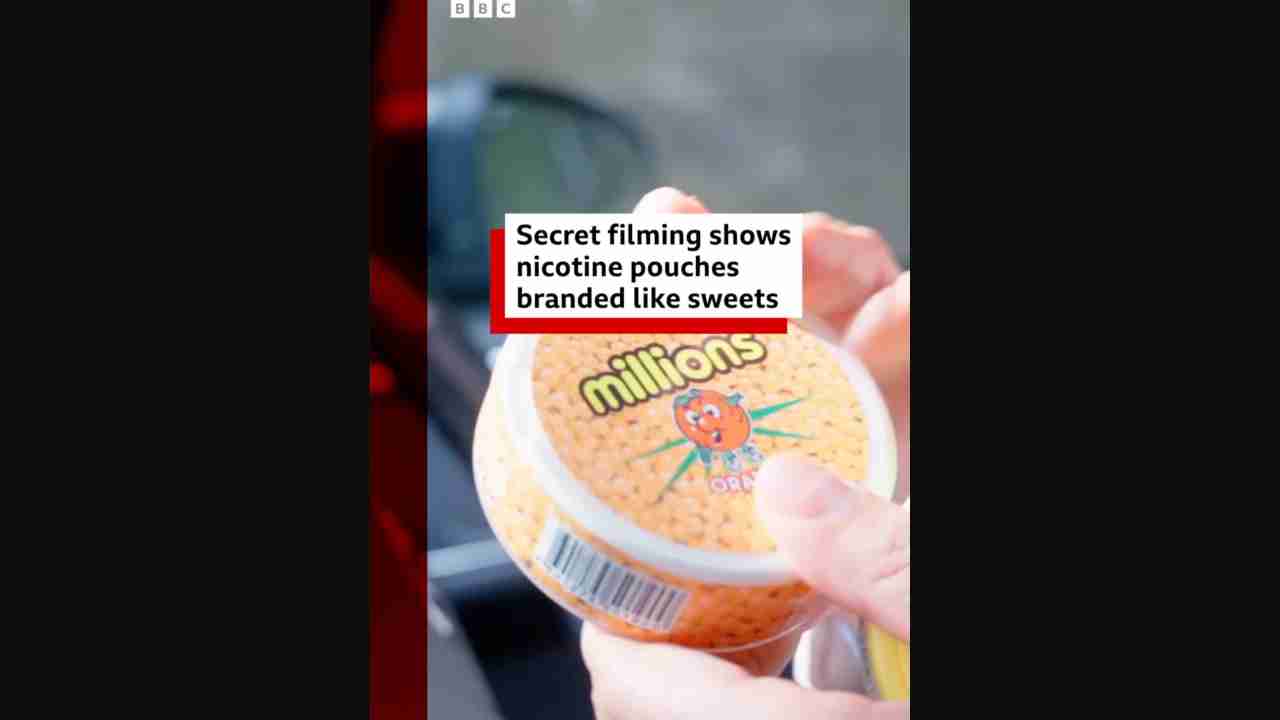 BBC
Secret filming shows
nicotine pouches
branded like sweets
millions